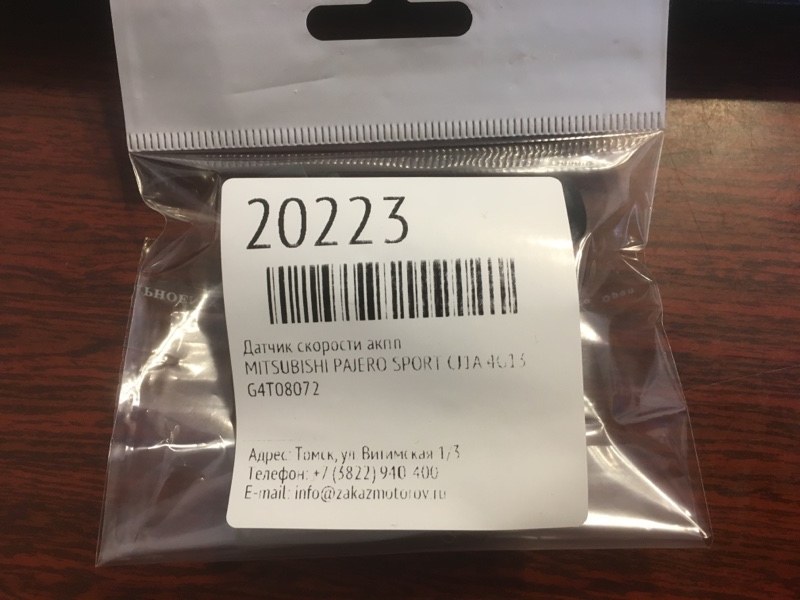 20223
Датчик скорости акпп
MITSUBISHI PAJERO SPORT CJ1A 4G13
G4T08072
Адрес: Томск, ул. Витимская 1/3
Телефон: +7 (3822) 940 400
E-mail: info@zakazmotorov.ru